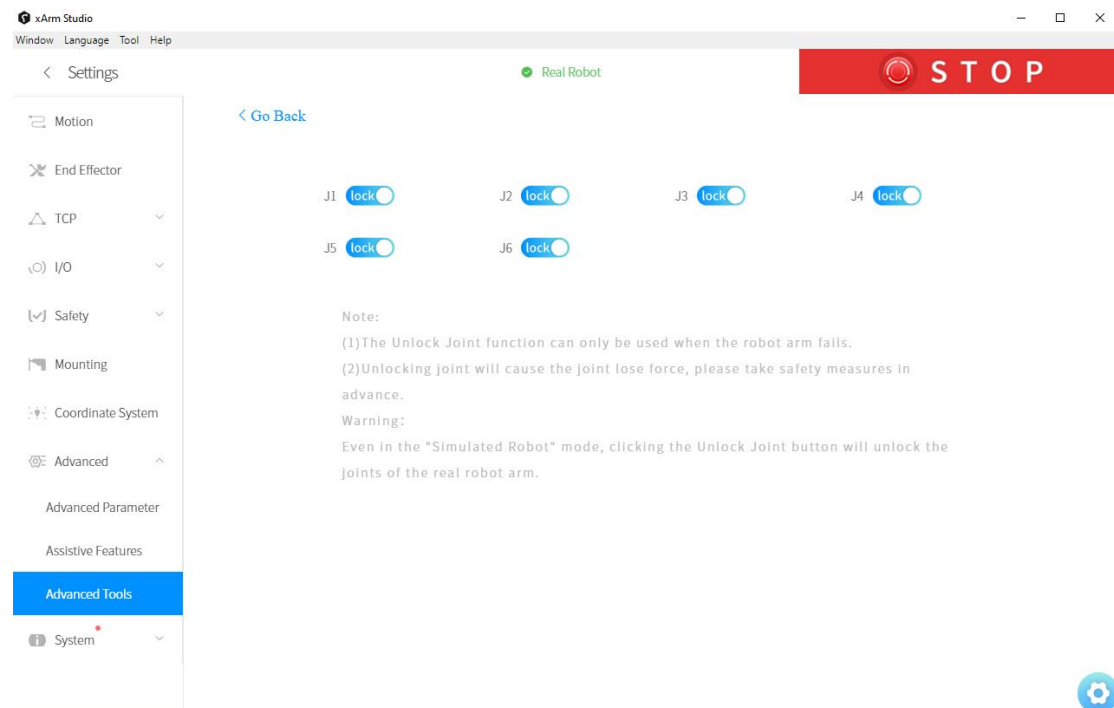 xArm Studio
Window Language Tool Help
Settings
Real Robot
STOP
Motion
End Effector
TCP
I/O
Safety
Mounting
Coordinate System
Advanced
Advanced Parameter
Assistive Features
Advanced Tools
System
Go Back
J1 lock J2 lock J3 lock J4 lock
J5 lock J6 lock
Note:
(1)The Unlock Joint function can only be used when the robot arm fails.
(2)Unlocking joint will cause the joint lose force, please take safety measures in
advance.
Warning:
Even in the "Simulated Robot" mode, clicking the Unlock Joint button will unlock the
joints of the real robot arm.